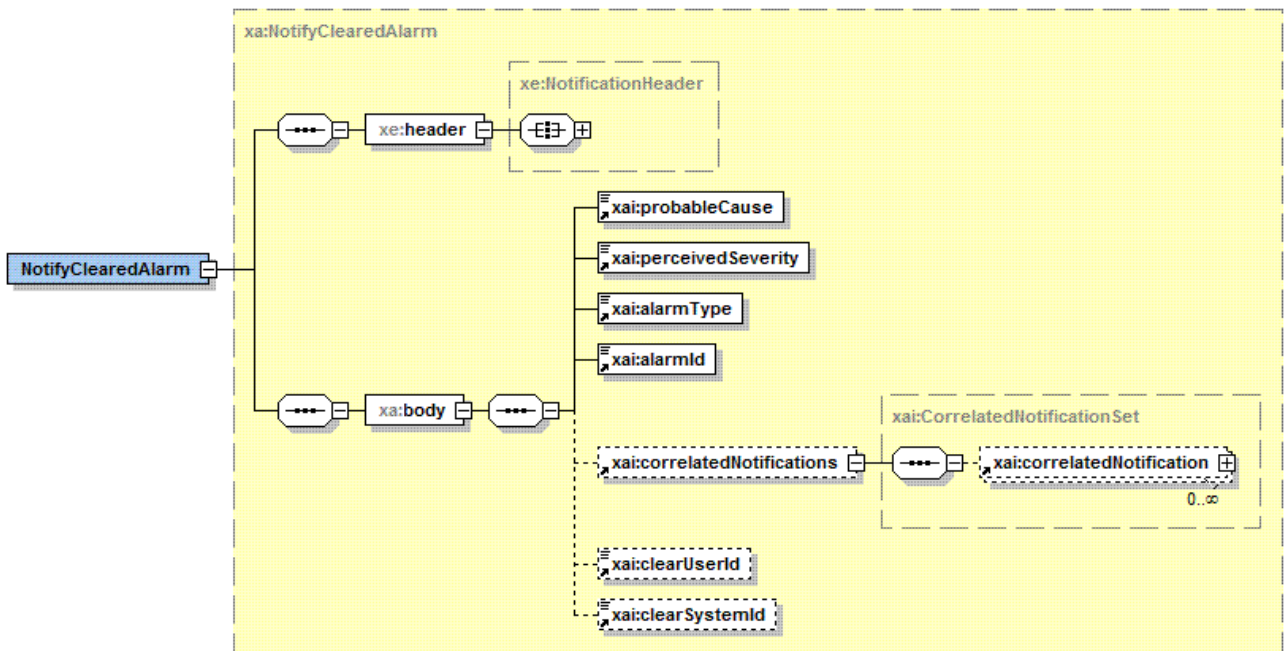 xa:NotifyClearedAlarm
xe:NotificationHeader
xe:header
xai:probableCause
xai:perceivedSeverity
NotifyClearedAlarm
xai:alarmType
xai:alarmId
xa:body
xai:CorrelatedNotificationSet
xai:correlatedNotifications
xai:correlatedNotification
0..∞
xai:clearUserId
xai:clearSystemId